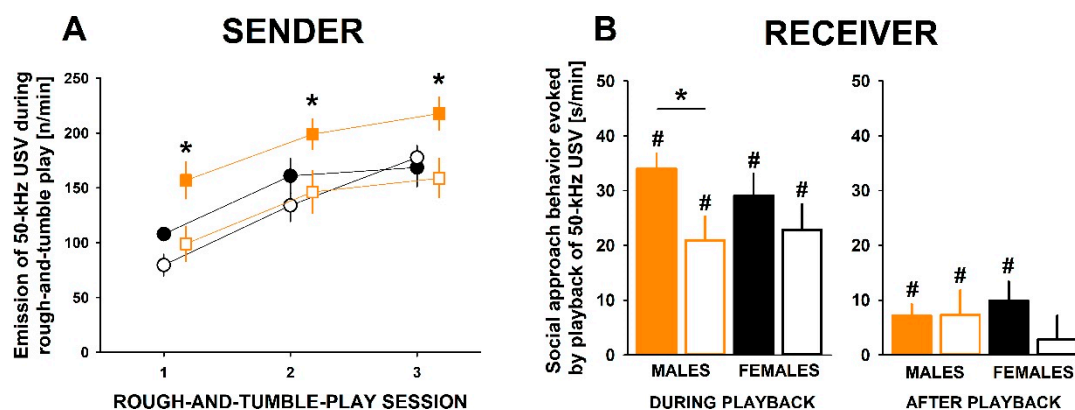 A
SENDER
Emission of 50-kHz USV during
rough-and-tumble play [n/min]
250
200
150
100
50
0
*
*
*
1
2
3
ROUGH-AND-TUMBLE-PLAY SESSION
B
RECEIVER
Social approach behavior evoked
by playback of 50-kHz USV [s/min]
50
40
30
20
10
0
*
#
#
#
#
MALES
FEMALES
DURING PLAYBACK
50
40
30
20
10
0
#
#
#
MALES
FEMALES
AFTER PLAYBACK